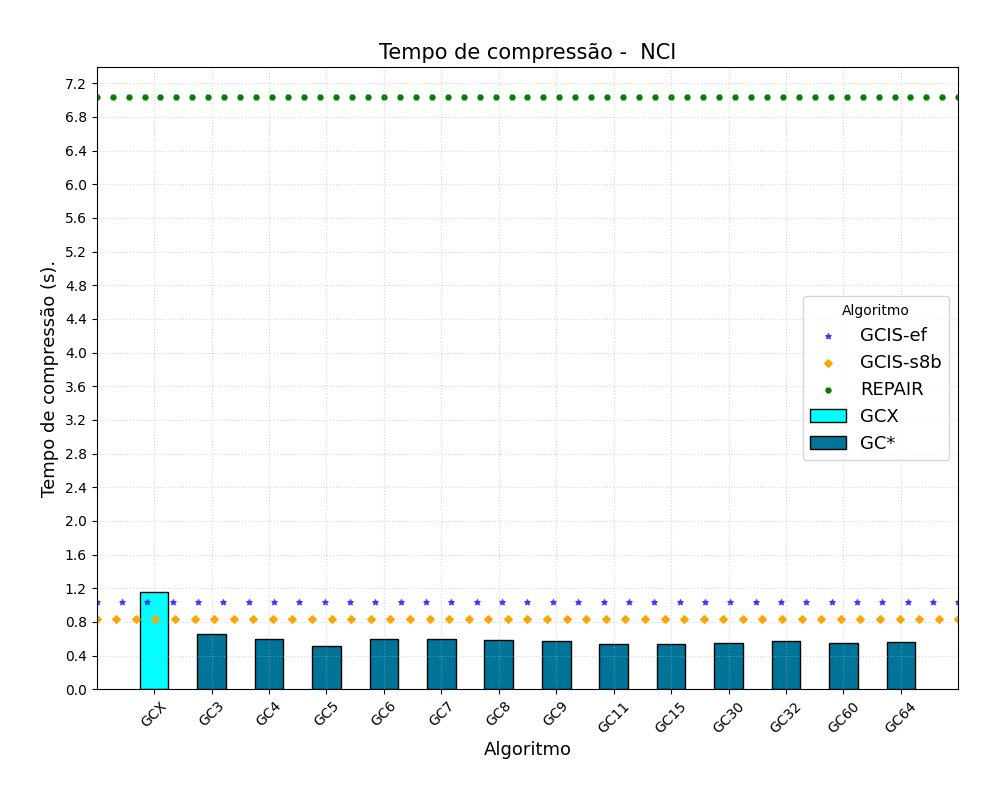 Tempo de compressão -  NCI
Tempo de compressão (s).
7.2
6.8
6.4
6.0
5.6
5.2
4.8
4.4
4.0
3.6
3.2
2.8
2.4
2.0
1.6
1.2
0.8
0.4
0.0
Algoritmo
GCIS-ef
GCIS-s8b
REPAIR
GCX
GC*
GCX
GC3
GC4
GC5
GC6
GC7
GC8
GC9
GC11
GC15
GC30
GC32
GC60
GC64
Algoritmo